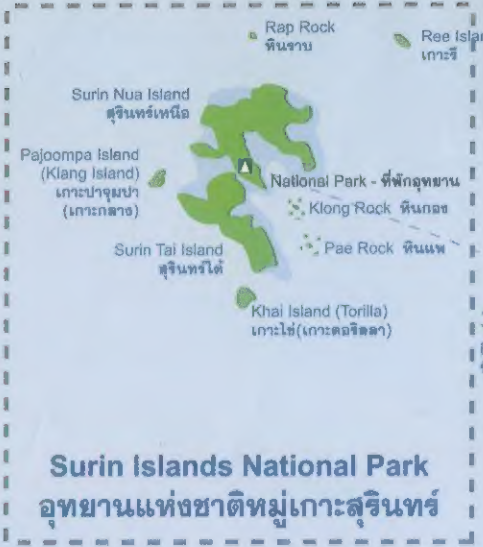 Rap Rock
หินราบ
Ree Islan
เกาะรี
Surin Nua Island
สุรินทร์เหนือ
Pajoompa Island
(Klang Island)
เกาะปาจุมปา
(เกาะกลาง)
National Park - ที่พักอุทยาน
Klong Rock หินกอง
Pae Rock หินแพ
Surin Tai Island
สุรินทร์ใต้
Khai Island (Torilla)
เกาะไข่(เกาะตอริลลา)
Surin Islands National Park
อุทยานแห่งชาติหมู่เกาะสุรินทร์